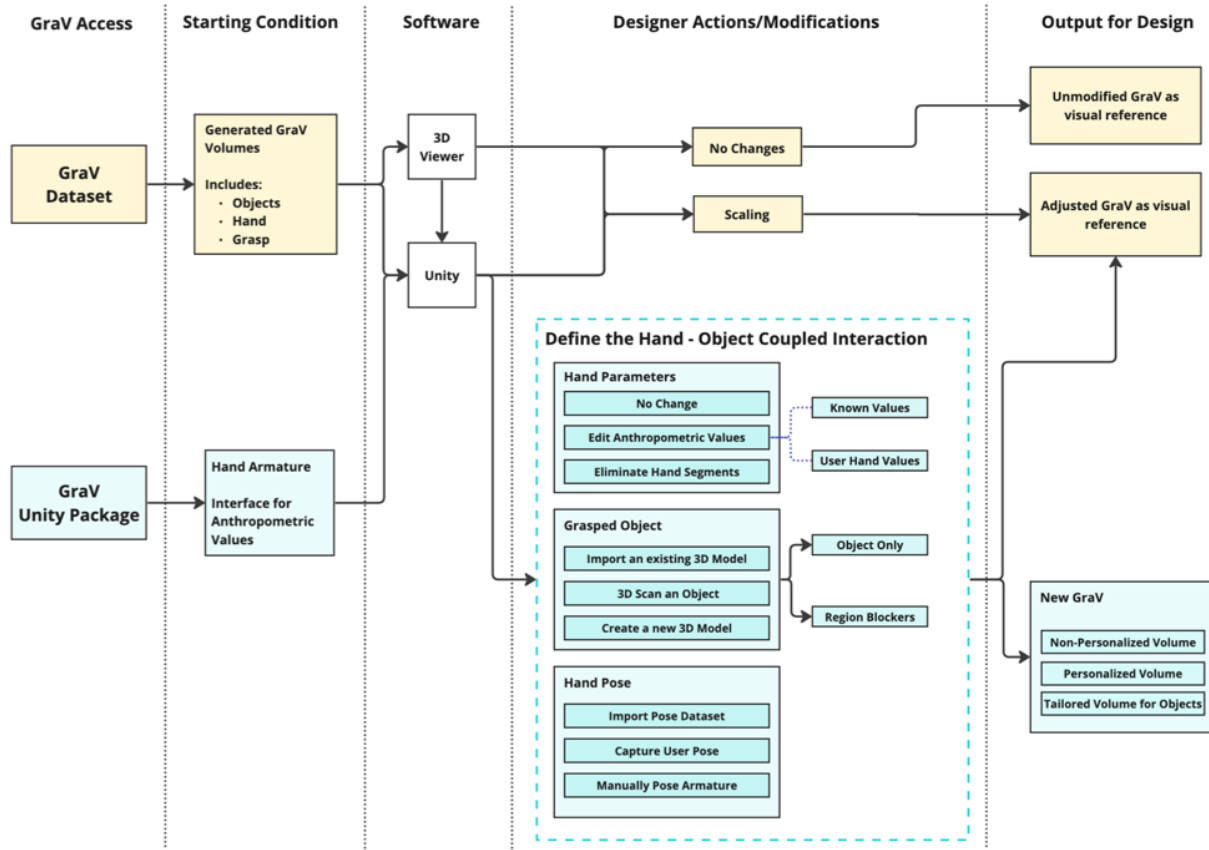 GraV Access
Starting Condition
Software
Designer Actions/Modifications
Output for Design
GraV
Dataset
Generated GraV
Volumes
Includes:
• Objects
• Hand
• Grasp
3D
Viewer
Unity
No Changes
Scaling
Unmodified GraV as
visual reference
Adjusted GraV as visual
reference
GraV
Unity Package
Hand Armature
Interface for
Anthropometric
Values
Define the Hand - Object Coupled Interaction
Hand Parameters
No Change
Edit Anthropometric Values
Eliminate Hand Segments
Known Values
User Hand Values
Grasped Object
Import an existing 3D Model
3D Scan an Object
Create a new 3D Model
Object Only
Region Blockers
Hand Pose
Import Pose Dataset
Capture User Pose
Manually Pose Armature
New GraV
Non-Personalized Volume
Personalized Volume
Tailored Volume for Objects